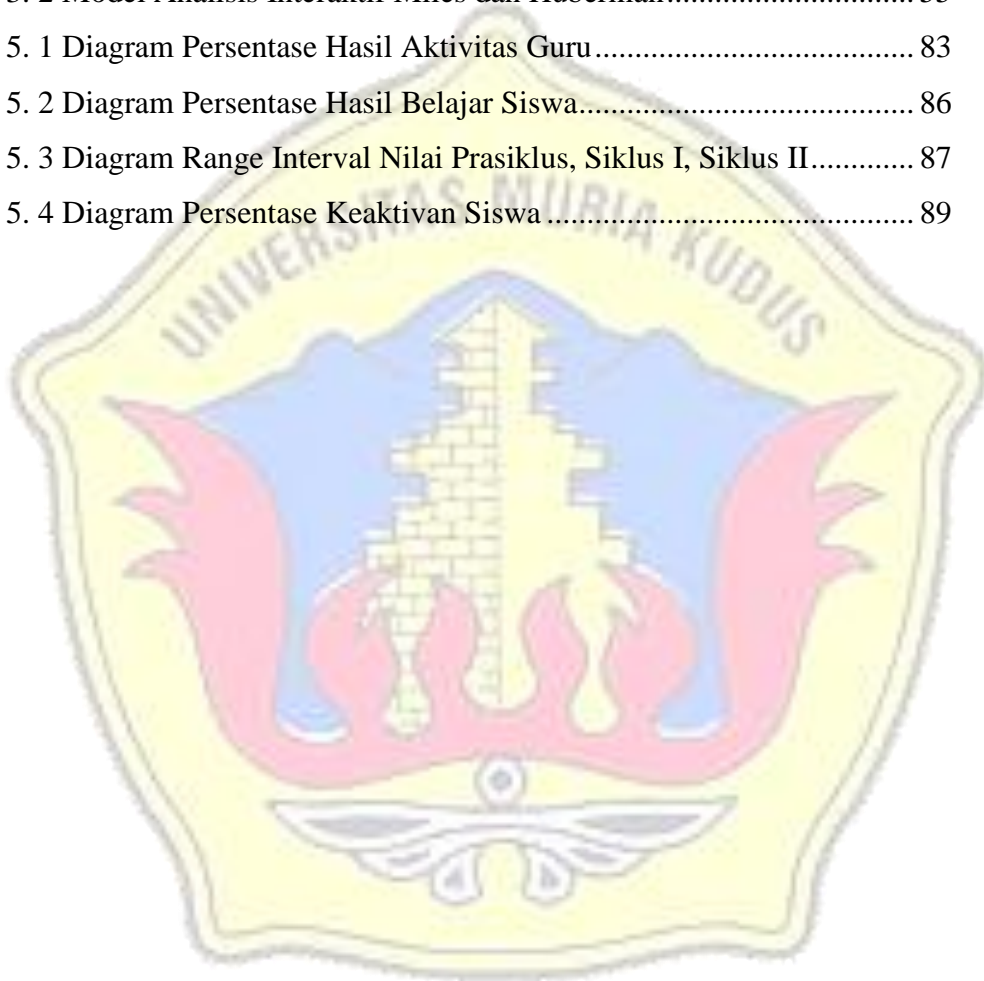 5. 1 Diagram Persentase Hasil Aktivitas Guru ........................................ 83
5. 2 Diagram Persentase Hasil Belajar Siswa.......................................... 86
5. 3 Diagram Range Interval Nilai Prasiklus, Siklus I, Siklus II............. 87
5. 4 Diagram Persentase Keaktivan Siswa .............................................. 89
UNIVERSITAS MURIA KUDUS